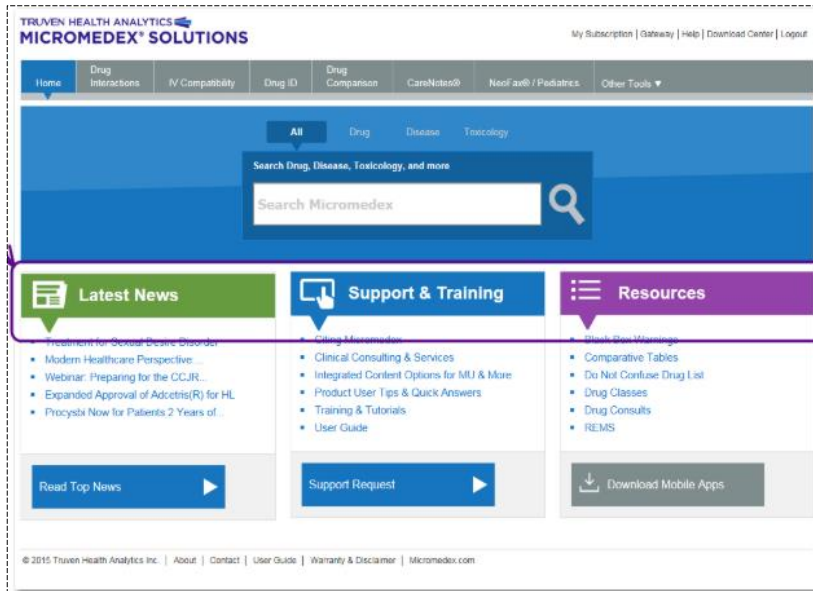 TRUVEN HEALTH ANALYTICS
MICROMEDEX® SOLUTIONS
My Subscription | Gateway | Help | Download Center | Logout
Home
Drug
Interactions
IV Compatibility
Drug ID
Drug
Comparison
CareNotes®
NeoFax® / Pediatrics
Other Tools ▼
All
Drug
Disease
Toxicology
Search Drug, Disease, Toxicology, and more
Search Micromedex
Latest News
Treatment for Sexual Desire Disorder
Modern Healthcare Perspective:...
Webinar: Preparing for the CCJR...
Expanded Approval of Adcetris(R) for HL
Procysbi Now for Patients 2 Years of...
Read Top News
Support & Training
Citing Micromedex
Clinical Consulting & Services
Integrated Content Options for MU & More
Product User Tips & Quick Answers
Training & Tutorials
User Guide
Support Request
Resources
Black Box Warnings
Comparative Tables
Do Not Confuse Drug List
Drug Classes
Drug Consults
REMS
Download Mobile Apps
© 2015 Truven Health Analytics Inc. | About | Contact | User Guide | Warranty & Disclaimer | Micromedex.com